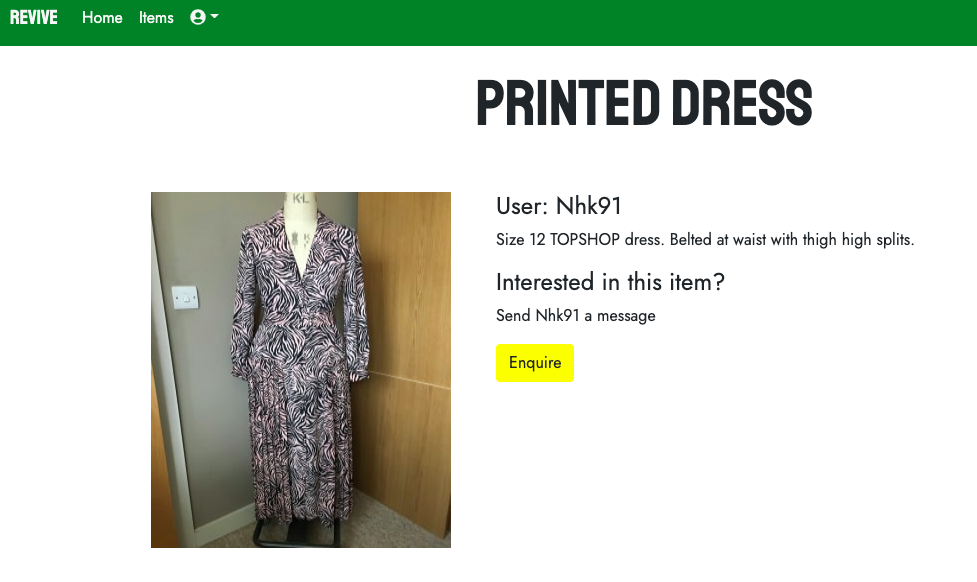 REVIVE Home Items
PRINTED DRESS
K·L
User: Nhk91
Size 12 TOPSHOP dress. Belted at waist with thigh high splits.
Interested in this item?
Send Nhk91 a message
Enquire